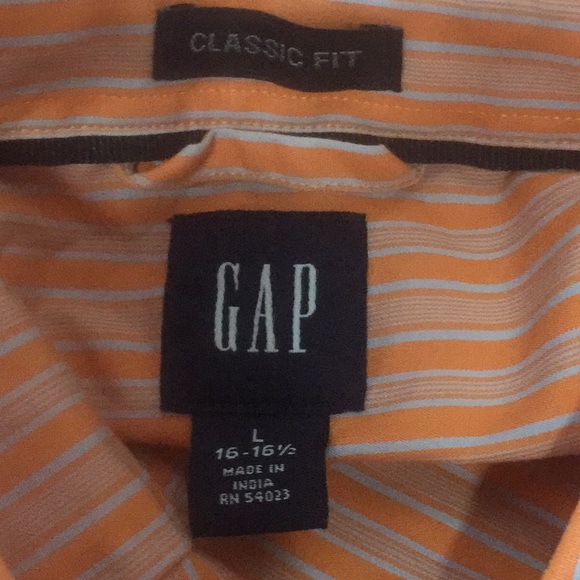 CLASSIC FIT
GAP
L
16-16½
MADE IN
INDIA
RN 54023